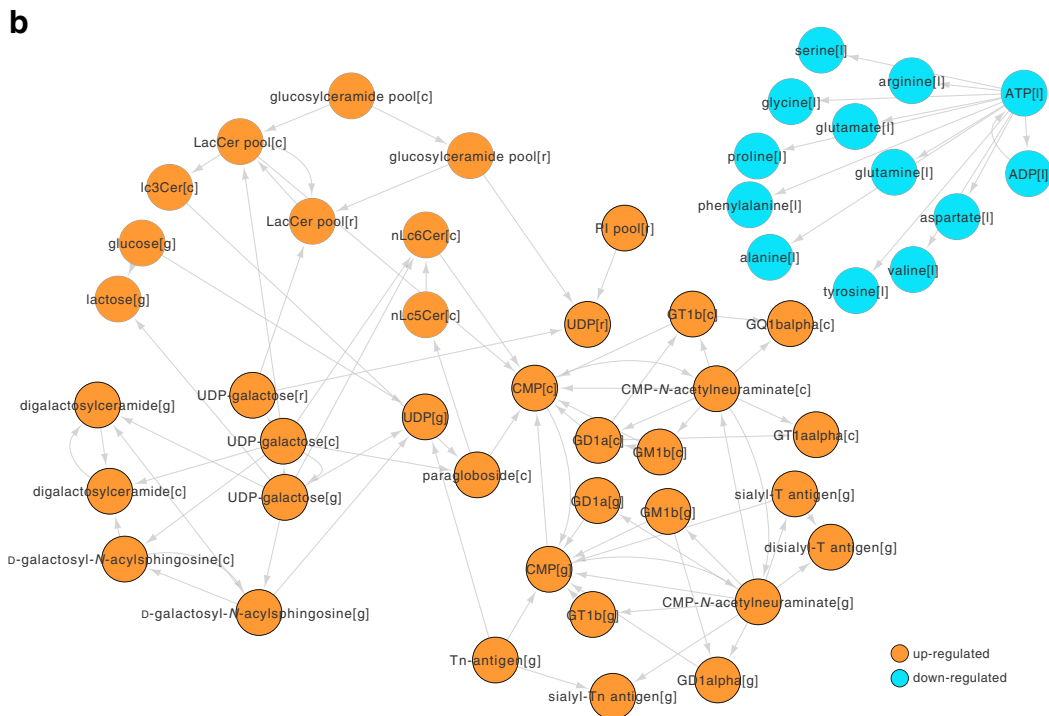 b
serine[l]
arginine[l]
ATP[l]
glucosylceramide pool[c]
glycine[l]
glutamate[l]
LacCer pool[c]
glucosylceramide pool[r]
proline[l]
glutamine[l]
ADP[l]
lc3Cer[c]
phenylalanine[l]
LacCer pool[r]
aspartate[l]
nLc6Cer[c]
PI pool[r]
glucose[g]
alanine[l]
valine[l]
tyrosine[l]
lactose[g]
nLc5Cer[c]
GT1b[c]
UDP[r]
GQ1balpha[c]
CMP[c]
CMP-N-acetylneuraminate[c]
UDP-galactose[r]
digalactosylceramide[g]
UDP[g]
UDP-galactose[c]
GD1a[c]
GT1aalpha[c]
GM1b[c]
paragloboside[c]
digalactosylceramide[c]
UDP-galactose[g]
sialyl-T antigen[g]
GD1a[g]
GM1b[g]
disialyl-T antigen[g]
D-galactosyl-N-acylsphingosine[c]
CMP[g]
CMP-N-acetylneuraminate[g]
D-galactosyl-N-acylsphingosine[g]
GT1b[g]
Tn-antigen[g]
up-regulated
GD1alpha[g]
down-regulated
sialyl-Tn antigen[g]